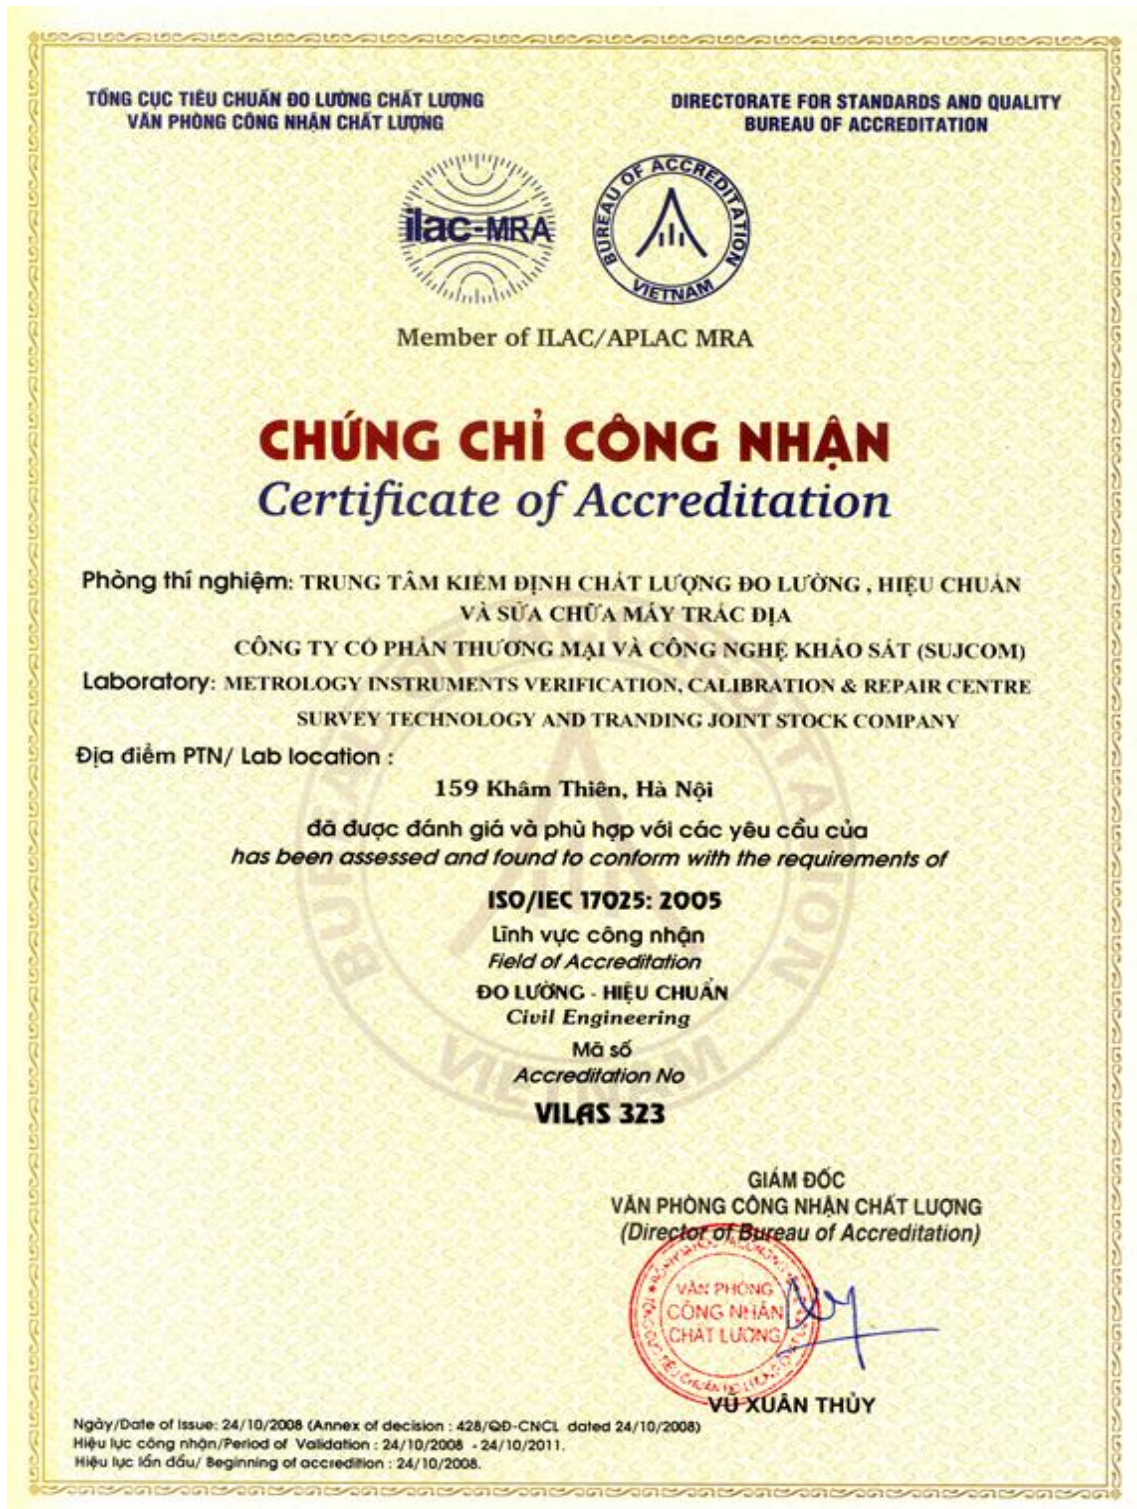 TỔNG CỤC TIÊU CHUẨN ĐO LƯỜNG CHẤT LƯỢNG
VĂN PHÒNG CÔNG NHẬN CHẤT LƯỢNG
DIRECTORATE FOR STANDARDS AND QUALITY
BUREAU OF ACCREDITATION
ilac-MRA
BUREAU OF ACCREDITATION
VIETNAM
Member of ILAC/APLAC MRA
CHỨNG CHỈ CÔNG NHẬN
Certificate of Accreditation
Phòng thí nghiệm: TRUNG TÂM KIỂM ĐỊNH CHẤT LƯỢNG ĐO LƯỜNG , HIỆU CHUẨN
VÀ SỬA CHỮA MÁY TRẮC ĐỊA
CÔNG TY CỔ PHẦN THƯƠNG MẠI VÀ CÔNG NGHỆ KHẢO SÁT (SUJCOM)
Laboratory: METROLOGY INSTRUMENTS VERIFICATION, CALIBRATION & REPAIR CENTRE
SURVEY TECHNOLOGY AND TRANDING JOINT STOCK COMPANY
Địa điểm PTN/ Lab location :
159 Khâm Thiên, Hà Nội
đã được đánh giá và phù hợp với các yêu cầu của
has been assessed and found to conform with the requirements of
ISO/IEC 17025: 2005
Lĩnh vực công nhận
Field of Accreditation
ĐO LƯỜNG - HIỆU CHUẨN
Civil Engineering
Mã số
Accreditation No
VILAS 323
GIÁM ĐỐC
VĂN PHÒNG CÔNG NHẬN CHẤT LƯỢNG
(Director of Bureau of Accreditation)
VĂN PHÒNG
CÔNG NHẬN
CHẤT LƯỢNG
VŨ XUÂN THỦY
Ngày/Date of Issue: 24/10/2008 (Annex of decision : 428/QĐ-CNCL dated 24/10/2008)
Hiệu lực công nhận/Period of Validation : 24/10/2008 - 24/10/2011.
Hiệu lực lần đầu/ Beginning of accredition : 24/10/2008.